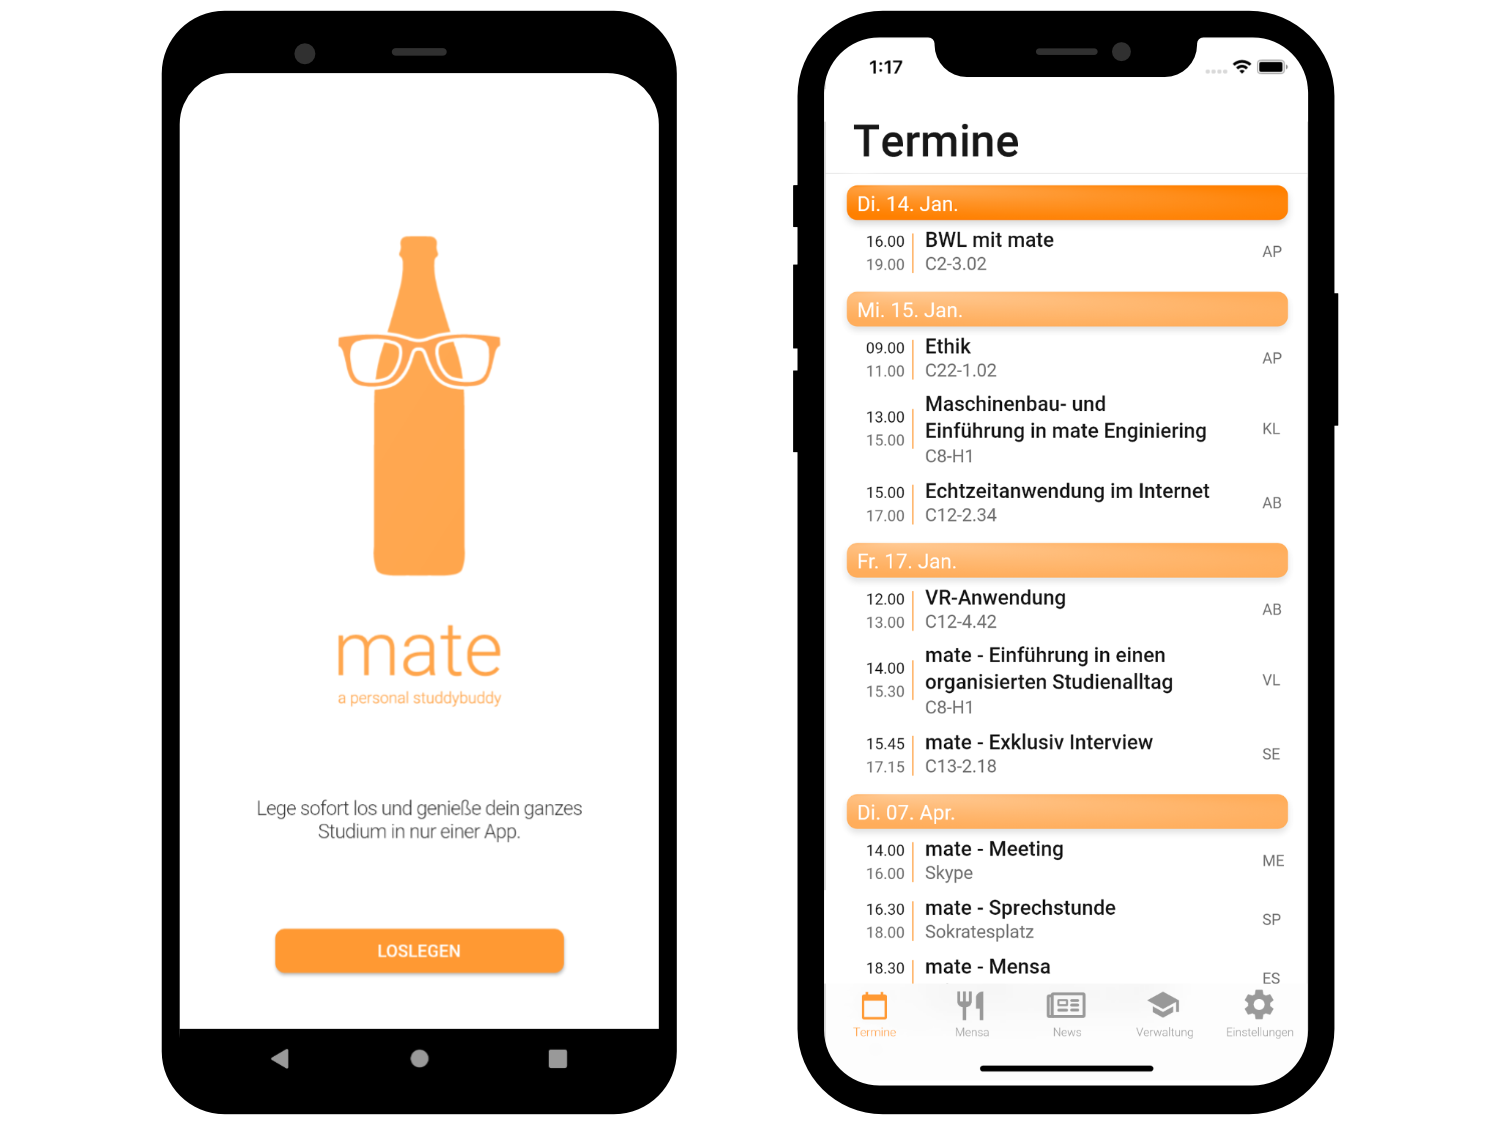 mate
a personal studdybuddy
Lege sofort los und genieße dein ganzes
Studium in nur einer App.
LOSLEGEN
1:17
Termine
Di. 14. Jan.
16.00 BWL mit mate
19.00 C2-3.02
AP
Mi. 15. Jan.
09.00 Ethik
11.00 C22-1.02
AP
Maschinenbau- und
13.00 Einführung in mate Enginiering
15.00 C8-H1
KL
15.00 Echtzeitanwendung im Internet
17.00 C12-2.34
AB
Fr. 17. Jan.
12.00 VR-Anwendung
13.00 C12-4.42
AB
mate - Einführung in einen
14.00 organisierten Studienalltag
15.30 C8-H1
VL
15.45 mate - Exklusiv Interview
17.15 C13-2.18
SE
Di. 07. Apr.
14.00 mate - Meeting
16.00 Skype
ME
16.30 mate - Sprechstunde
18.00 Sokratesplatz
SP
18.30 mate - Mensa
ES
Termine Mensa News Verwaltung Einstellungen